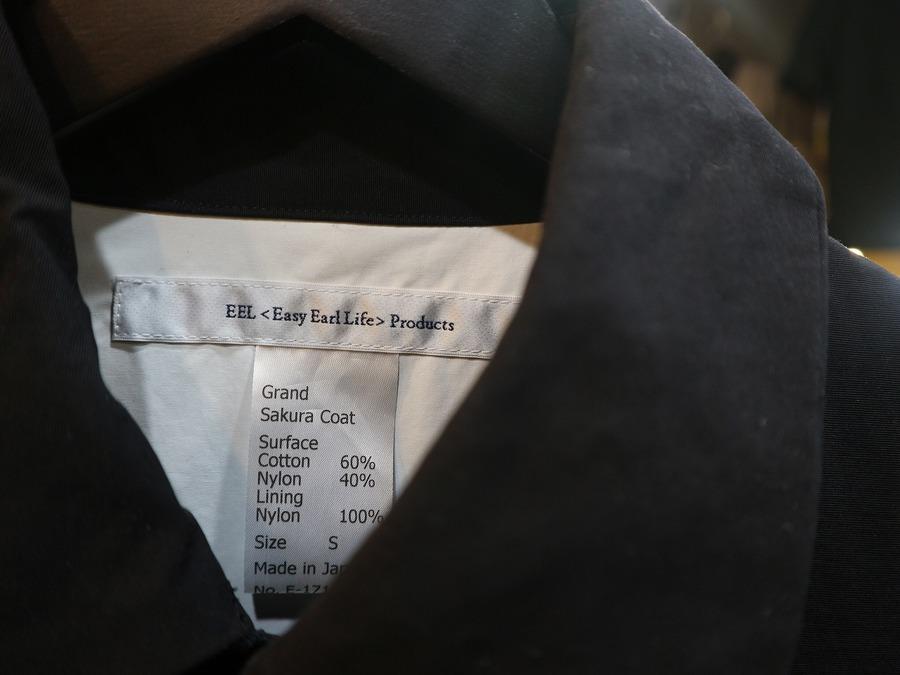 EEL <Easy Earl Life> Products
Grand
Sakura Coat
Surface
Cotton 60%
Nylon 40%
Lining
Nylon 100%
Size S
Made in
No.